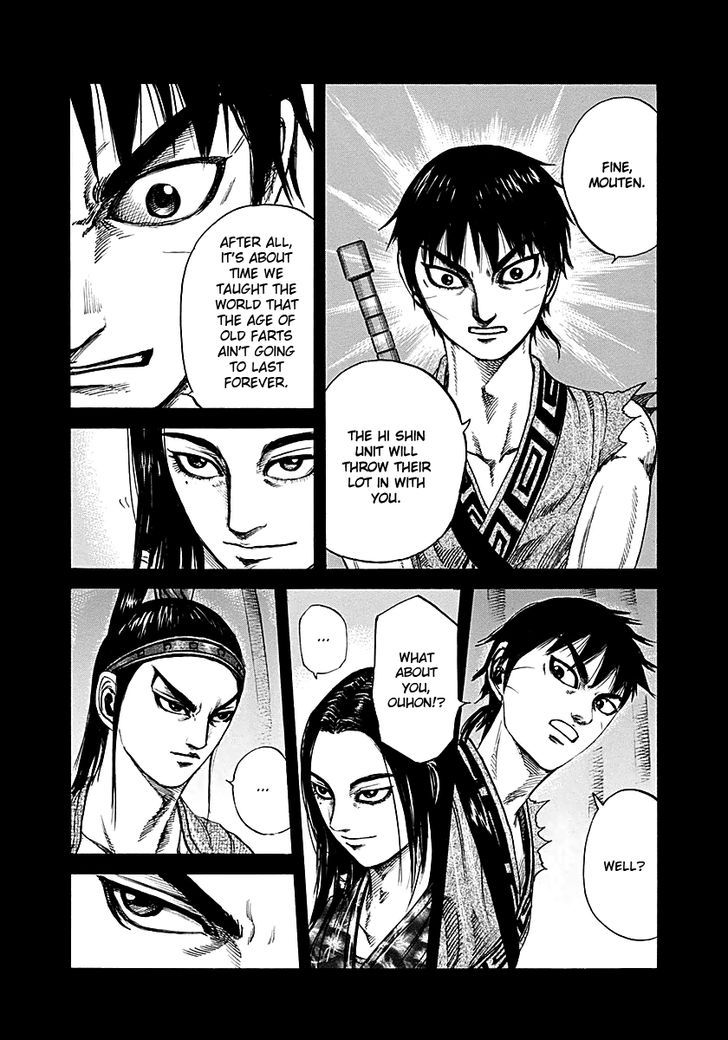 FINE,
MOUTEN.
THE HI SHIN
UNIT WILL
THROW THEIR
LOT IN WITH
YOU.
AFTER ALL,
IT'S ABOUT
TIME WE
TAUGHT THE
WORLD THAT
THE AGE OF
OLD FARTS
AIN'T GOING
TO LAST
FOREVER.
WHAT
ABOUT
YOU,
OUHON!?
WELL?
...
...